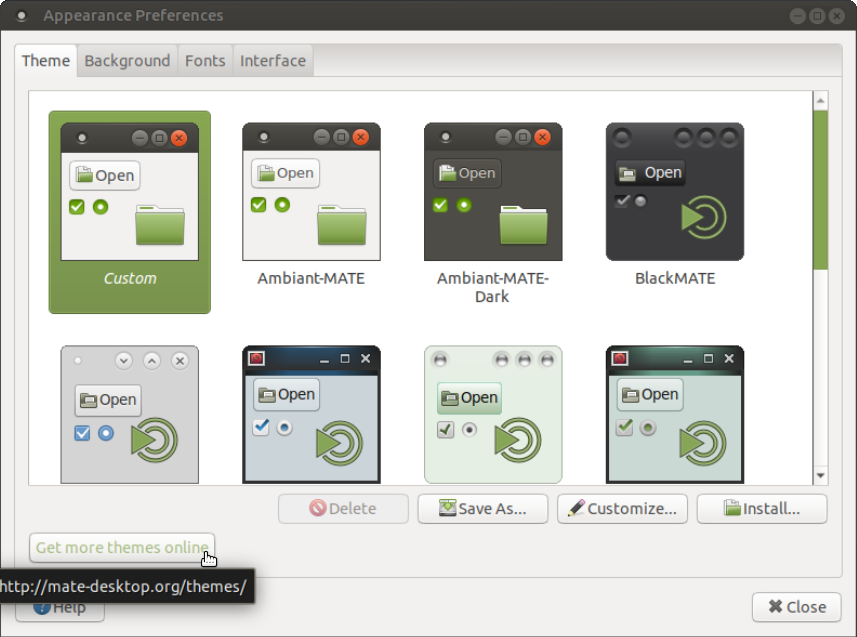 Appearance Preferences
Theme Background Fonts Interface
Open Open Open Open
Custom Ambiant-MATE Ambiant-MATE-
Dark BlackMATE
Open Open Open Open
Delete Save As... Customize... Install...
Get more themes online
http://mate-desktop.org/themes/
Help Close